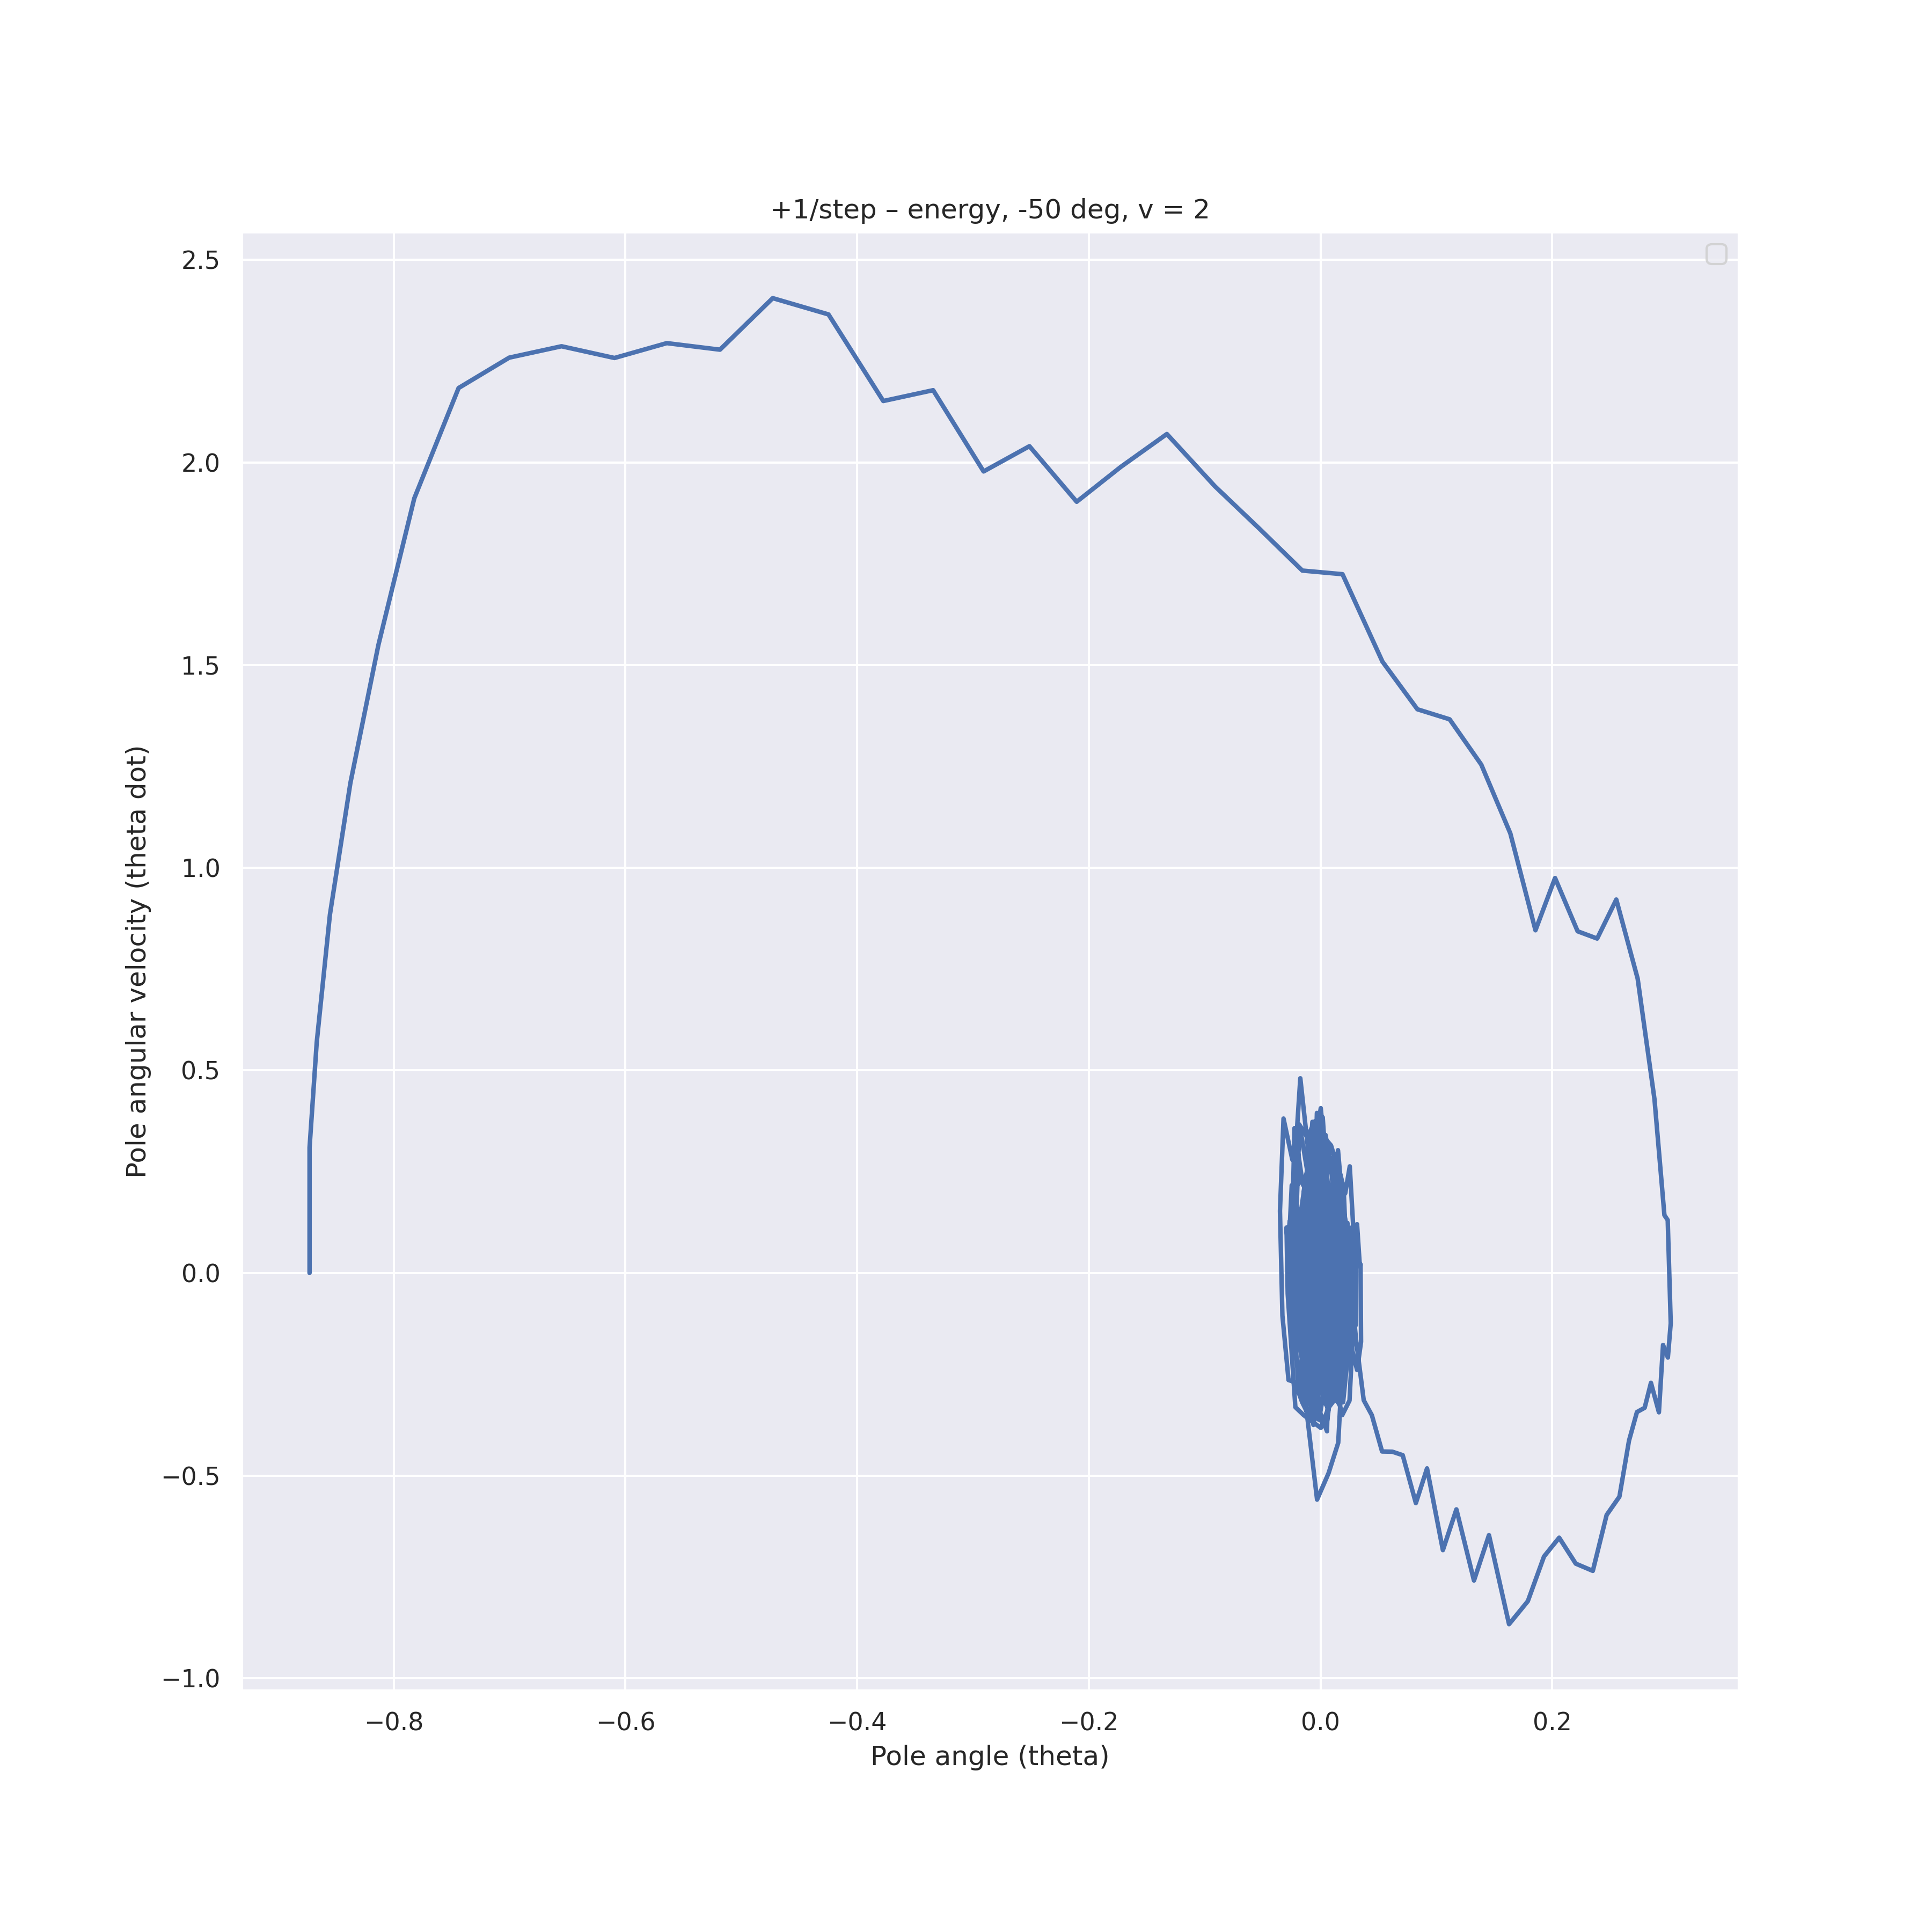 +1/step – energy, -50 deg, v = 2
2.5
2.0
1.5
1.0
0.5
0.0
−0.5
−1.0
Pole angular velocity (theta dot)
−0.8 −0.6 −0.4 −0.2 0.0 0.2
Pole angle (theta)